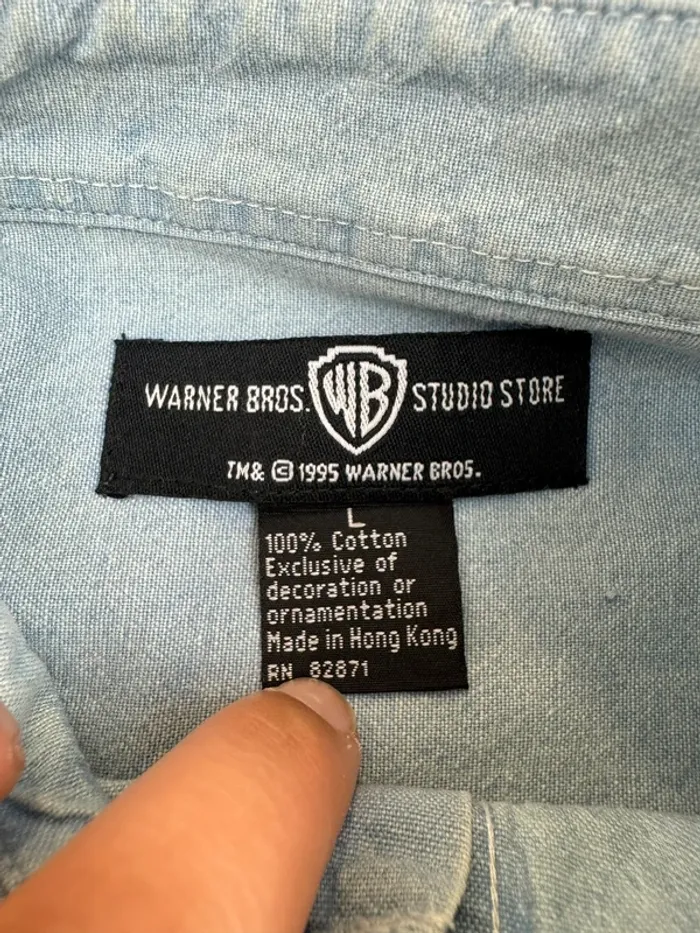 WARNER BROS. WB STUDIO STORE
TM& © 1995 WARNER BROS.
L
100% Cotton
Exclusive of
decoration or
ornamentation
Made in Hong Kong
RN 82871